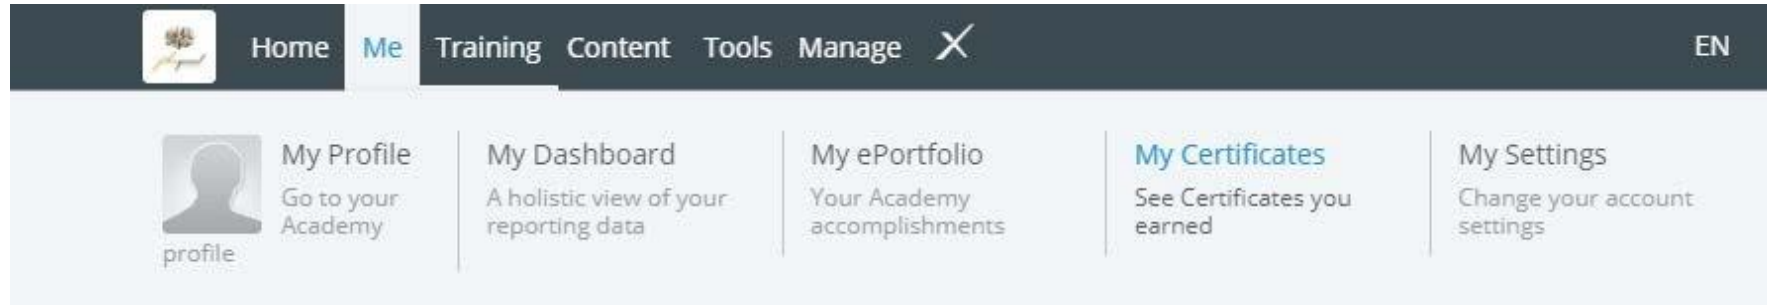 Home Me Training Content Tools Manage X EN
My Profile
Go to your
Academy
profile
My Dashboard
A holistic view of your
reporting data
My ePortfolio
Your Academy
accomplishments
My Certificates
See Certificates you
earned
My Settings
Change your account
settings